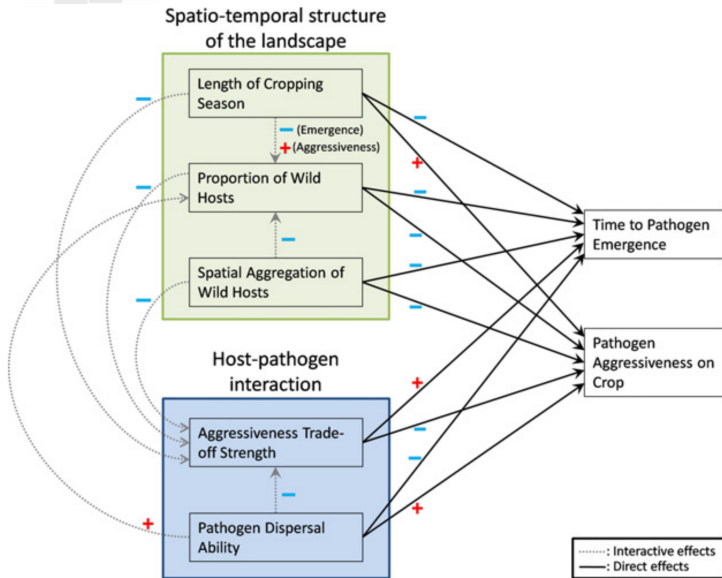 Spatio-temporal structure
of the landscape
Length of Cropping
Season
− (Emergence)
+ (Aggressiveness)
Proportion of Wild
Hosts
−
Spatial Aggregation of
Wild Hosts
−
−
−
−
+
−
−
−
Time to Pathogen
Emergence
Pathogen
Aggressiveness on
Crop
Host-pathogen
interaction
Aggressiveness Trade-
off Strength
−
Pathogen Dispersal
Ability
+
+
−
−
+
: Interactive effects
: Direct effects